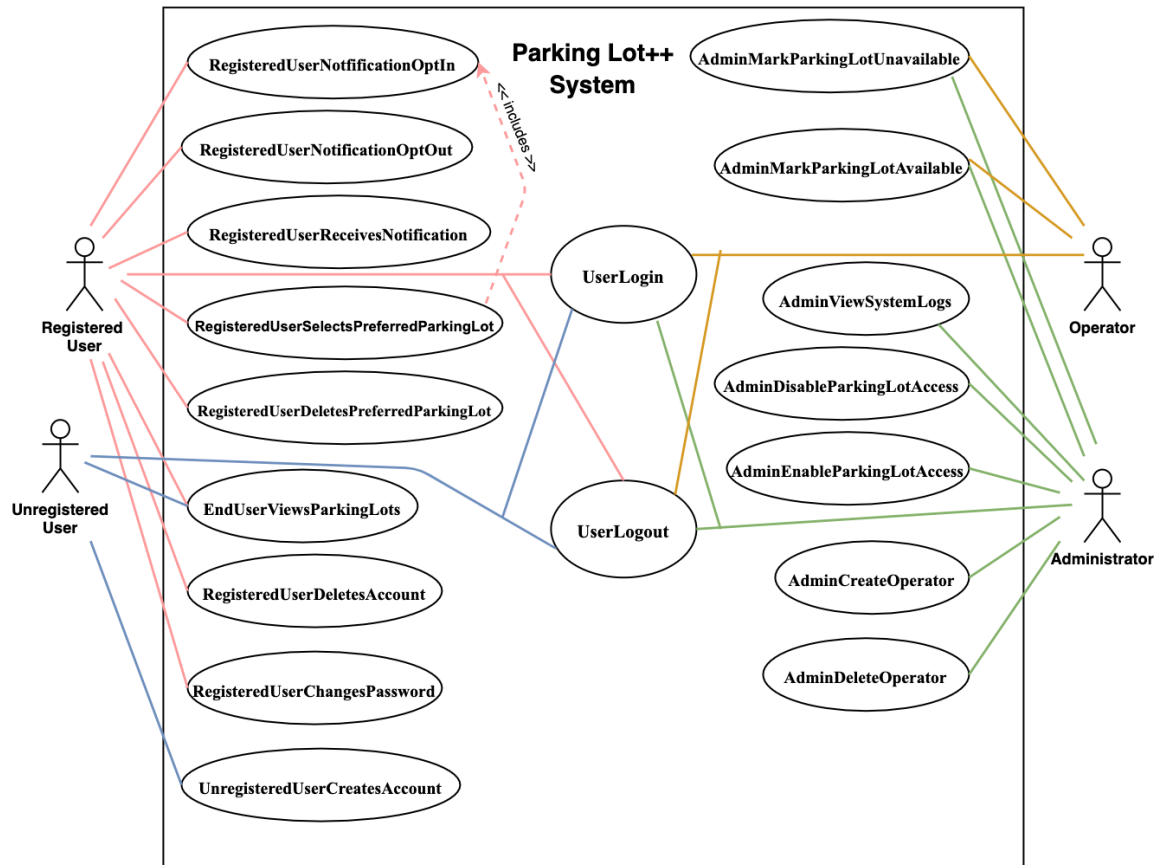 Parking Lot++
System
RegisteredUserNotfificationOptIn
<< includes >>
RegisteredUserNotificationOptOut
RegisteredUserReceivesNotification
RegisteredUserSelectsPreferredParkingLot
RegisteredUserDeletesPreferredParkingLot
EndUserViewsParkingLots
RegisteredUserDeletesAccount
RegisteredUserChangesPassword
UnregisteredUserCreatesAccount
Registered
User
Unregistered
User
UserLogin
UserLogout
AdminMarkParkingLotUnavailable
AdminMarkParkingLotAvailable
AdminViewSystemLogs
AdminDisableParkingLotAccess
AdminEnableParkingLotAccess
AdminCreateOperator
AdminDeleteOperator
Operator
Administrator